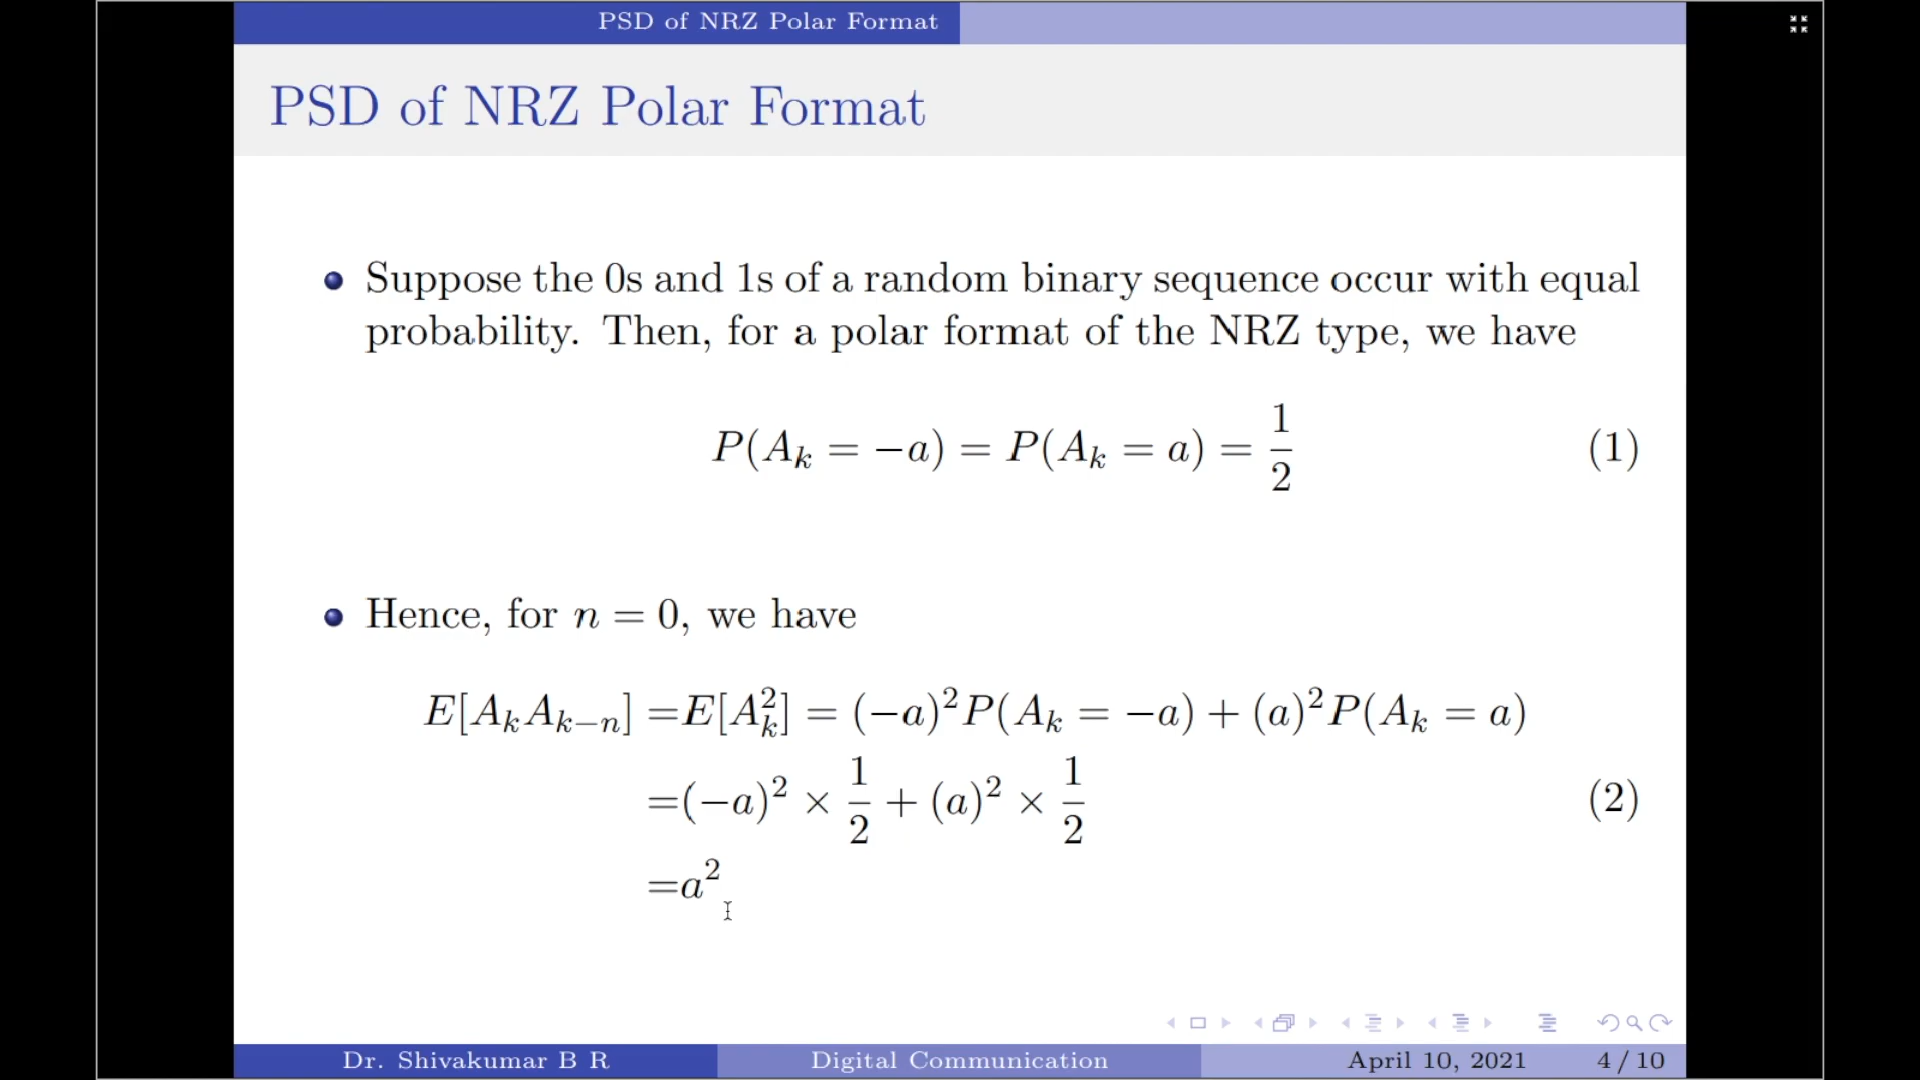 PSD of NRZ Polar Format
PSD of NRZ Polar Format
Suppose the 0s and 1s of a random binary sequence occur with equal
probability. Then, for a polar format of the NRZ type, we have
P(A_k = −a) = P(A_k = a) = 1/2 (1)
Hence, for n = 0, we have
E[A_k A_{k−n}] =E[A_k^2] = (−a)^2 P(A_k = −a) + (a)^2 P(A_k = a)
=(−a)^2 × 1/2 + (a)^2 × 1/2 (2)
=a^2
Dr. Shivakumar B R Digital Communication April 10, 2021 4 / 10